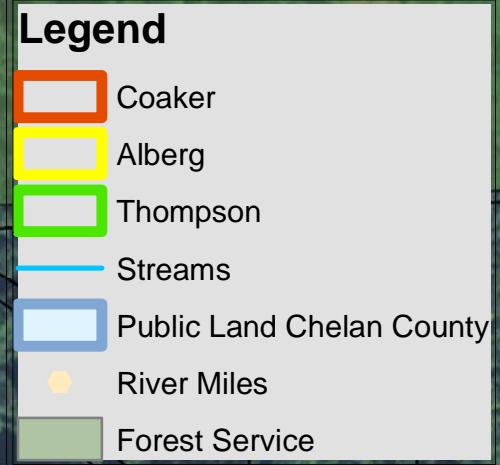 Legend
Coaker
Alberg
Thompson
Streams
Public Land Chelan County
River Miles
Forest Service